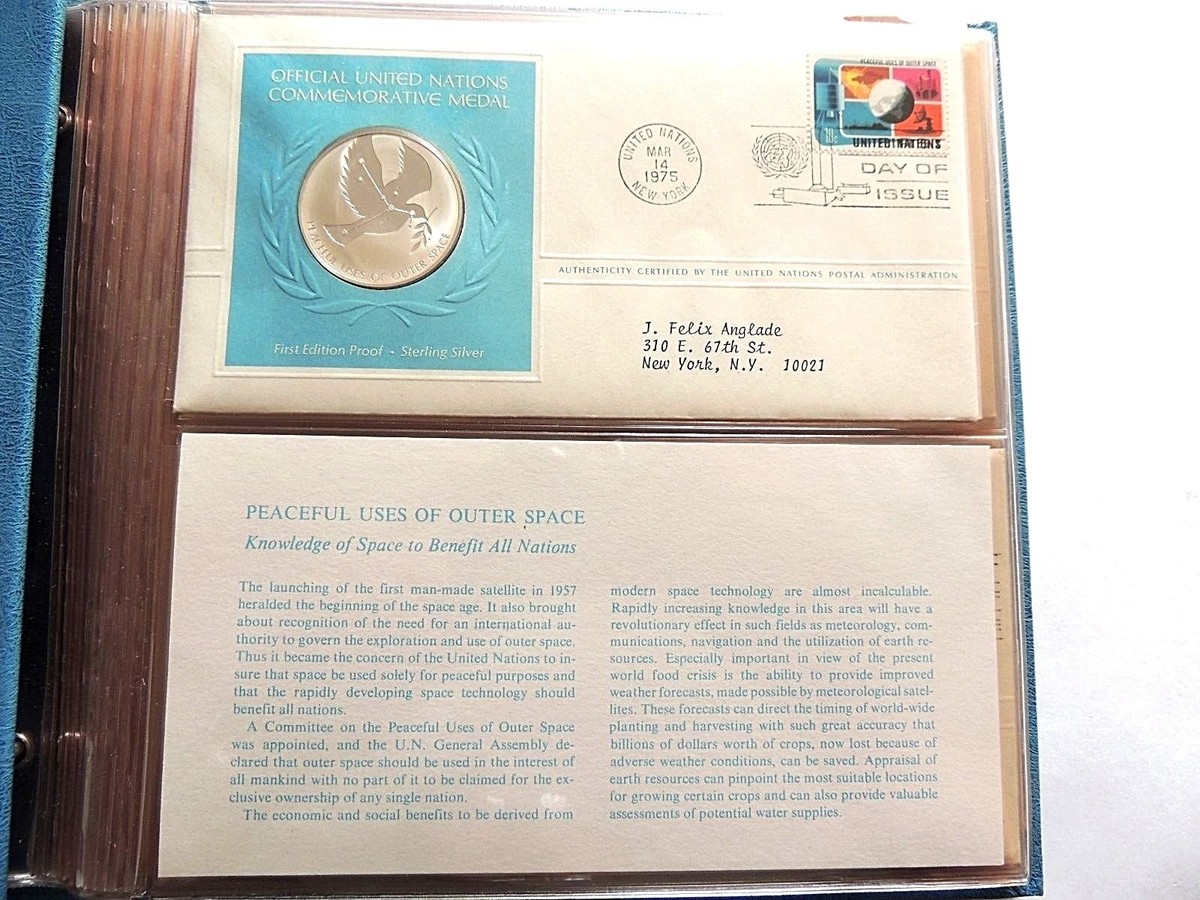 OFFICIAL UNITED NATIONS
COMMEMORATIVE MEDAL
PEACEFUL USES OF OUTER SPACE
First Edition Proof • Sterling Silver
UNITED NATIONS
MAR
14
1975
NEW YORK
PEACEFUL USES OF OUTER SPACE
18c
UNITED NATIONS
DAY OF
ISSUE
AUTHENTICITY CERTIFIED BY THE UNITED NATIONS POSTAL ADMINISTRATION
J. Felix Anglade
310 E. 67th St.
New York, N.Y. 10021
PEACEFUL USES OF OUTER SPACE
Knowledge of Space to Benefit All Nations
The launching of the first man-made satellite in 1957
heralded the beginning of the space age. It also brought
about recognition of the need for an international au-
thority to govern the exploration and use of outer space.
Thus it became the concern of the United Nations to in-
sure that space be used solely for peaceful purposes and
that the rapidly developing space technology should
benefit all nations.
A Committee on the Peaceful Uses of Outer Space
was appointed, and the U.N. General Assembly de-
clared that outer space should be used in the interest of
all mankind with no part of it to be claimed for the ex-
clusive ownership of any single nation.
The economic and social benefits to be derived from
modern space technology are almost incalculable.
Rapidly increasing knowledge in this area will have a
revolutionary effect in such fields as meteorology, com-
munications, navigation and the utilization of earth re-
sources. Especially important in view of the present
world food crisis is the ability to provide improved
weather forecasts, made possible by meteorological satel-
lites. These forecasts can direct the timing of world-wide
planting and harvesting with such great accuracy that
billions of dollars worth of crops, now lost because of
adverse weather conditions, can be saved. Appraisal of
earth resources can pinpoint the most suitable locations
for growing certain crops and can also provide valuable
assessments of potential water supplies.